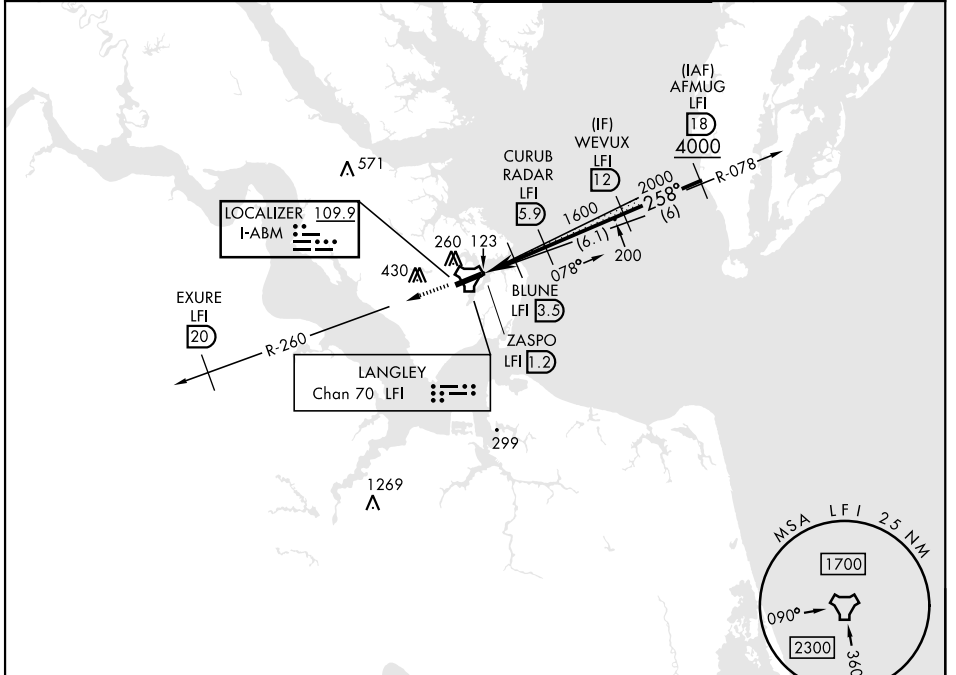 (IAF)
AFMUG
LFI
18
4000
R-078
(IF)
WEVUX
LFI
12
2000
258°
(6)
CURUB
RADAR
LFI
5.9
1600
(6.1)
200
078°
571
LOCALIZER 109.9
I-ABM
260
123
430
BLUNE
LFI 3.5
EXURE
LFI
20
R-260
ZASPO
LFI 1.2
LANGLEY
Chan 70 LFI
299
1269
MSA LFI 25 NM
1700
090°
2300
360